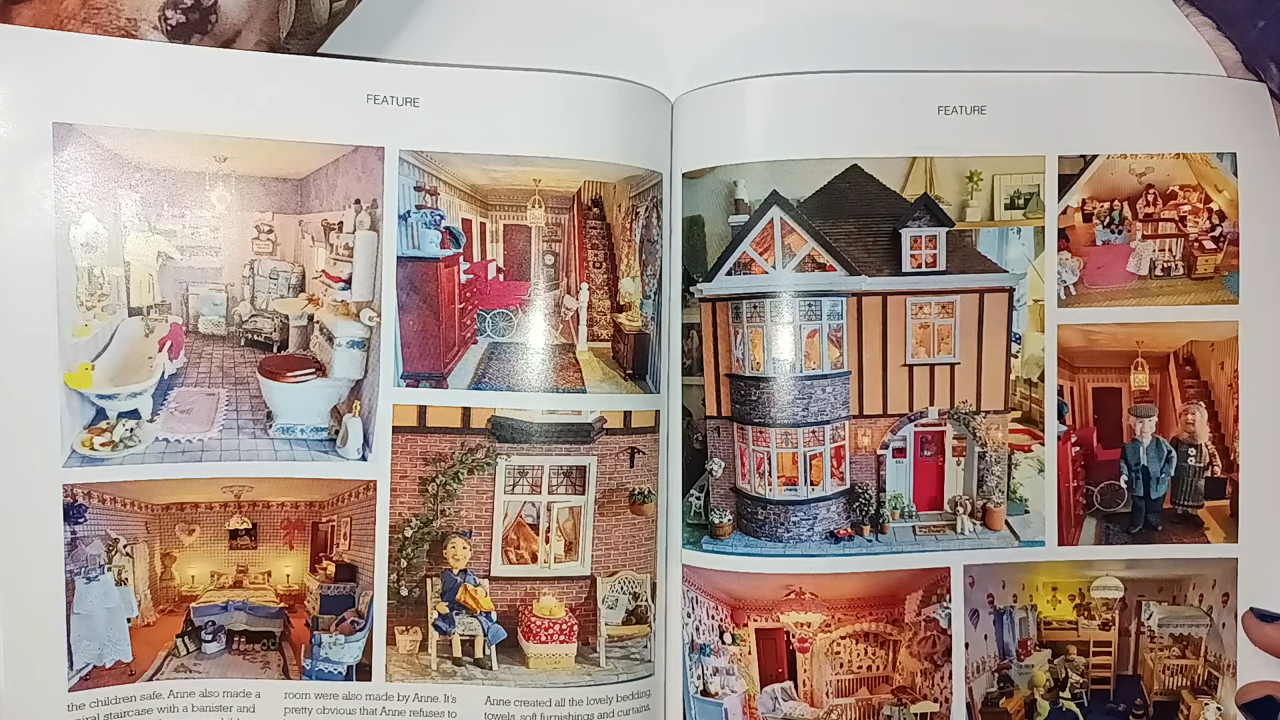 FEATURE
FEATURE
the children safe, Anne also made a
spiral staircase with a banister and
room were also made by Anne. It's
pretty obvious that Anne refuses to
Anne created all the lovely bedding,
towels, soft furnishings and curtains,